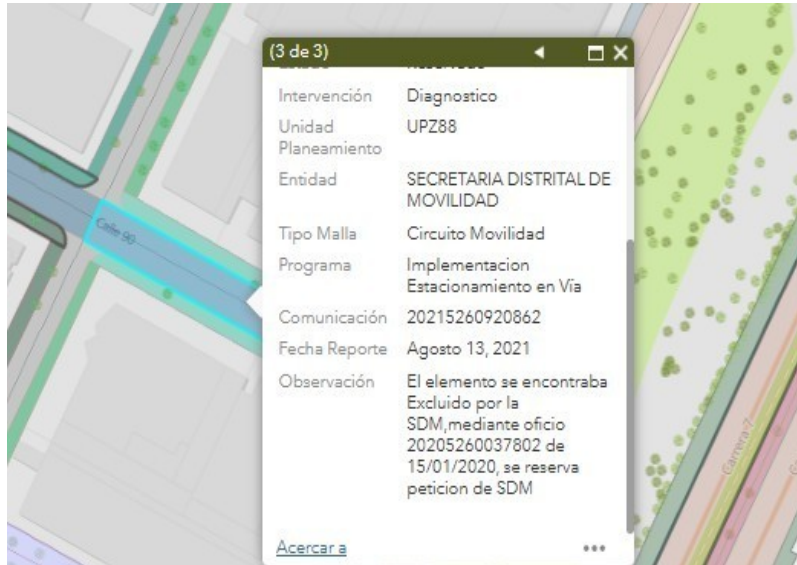 (3 de 3)
Intervención Diagnostico
Unidad Planeamiento UPZ88
Entidad SECRETARIA DISTRITAL DE
MOVILIDAD
Tipo Malla Circuito Movilidad
Programa Implementacion
Estacionamiento en Vía
Comunicación 20215260920862
Fecha Reporte Agosto 13, 2021
Observación El elemento se encontraba
Excluido por la
SDM,mediante oficio
20205260037802 de
15/01/2020, se reserva
peticion de SDM
Acercar a
Calle 90
Carrera 7